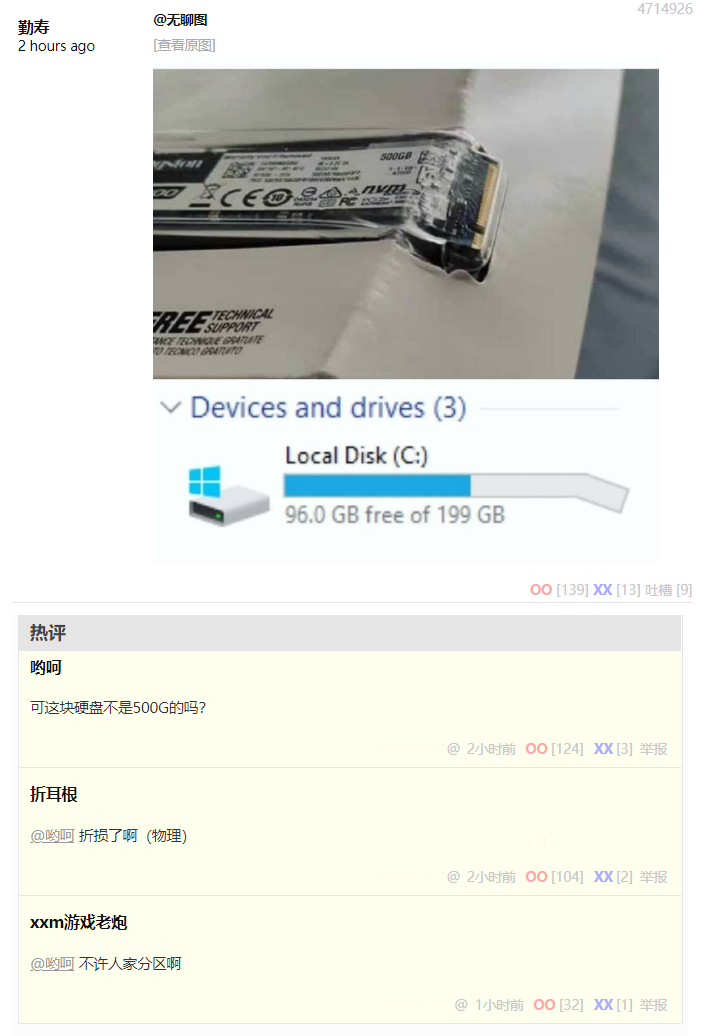 4714926
勤寿
2 hours ago
@无聊图
[查看原图]
500GB
nvm
FREE TECHNICAL
SUPPORT
TANCE TECHNIQUE GRATUITE
TO TECNICO GRATUITO
Devices and drives (3)
Local Disk (C:)
96.0 GB free of 199 GB
OO [139] XX [13] 吐槽 [9]
热评
哟呵
可这块硬盘不是500G的吗?
@ 2小时前 OO [124] XX [3] 举报
折耳根
@哟呵 折损了啊（物理）
@ 2小时前 OO [104] XX [2] 举报
xxm游戏老炮
@哟呵 不许人家分区啊
@ 1小时前 OO [32] XX [1] 举报